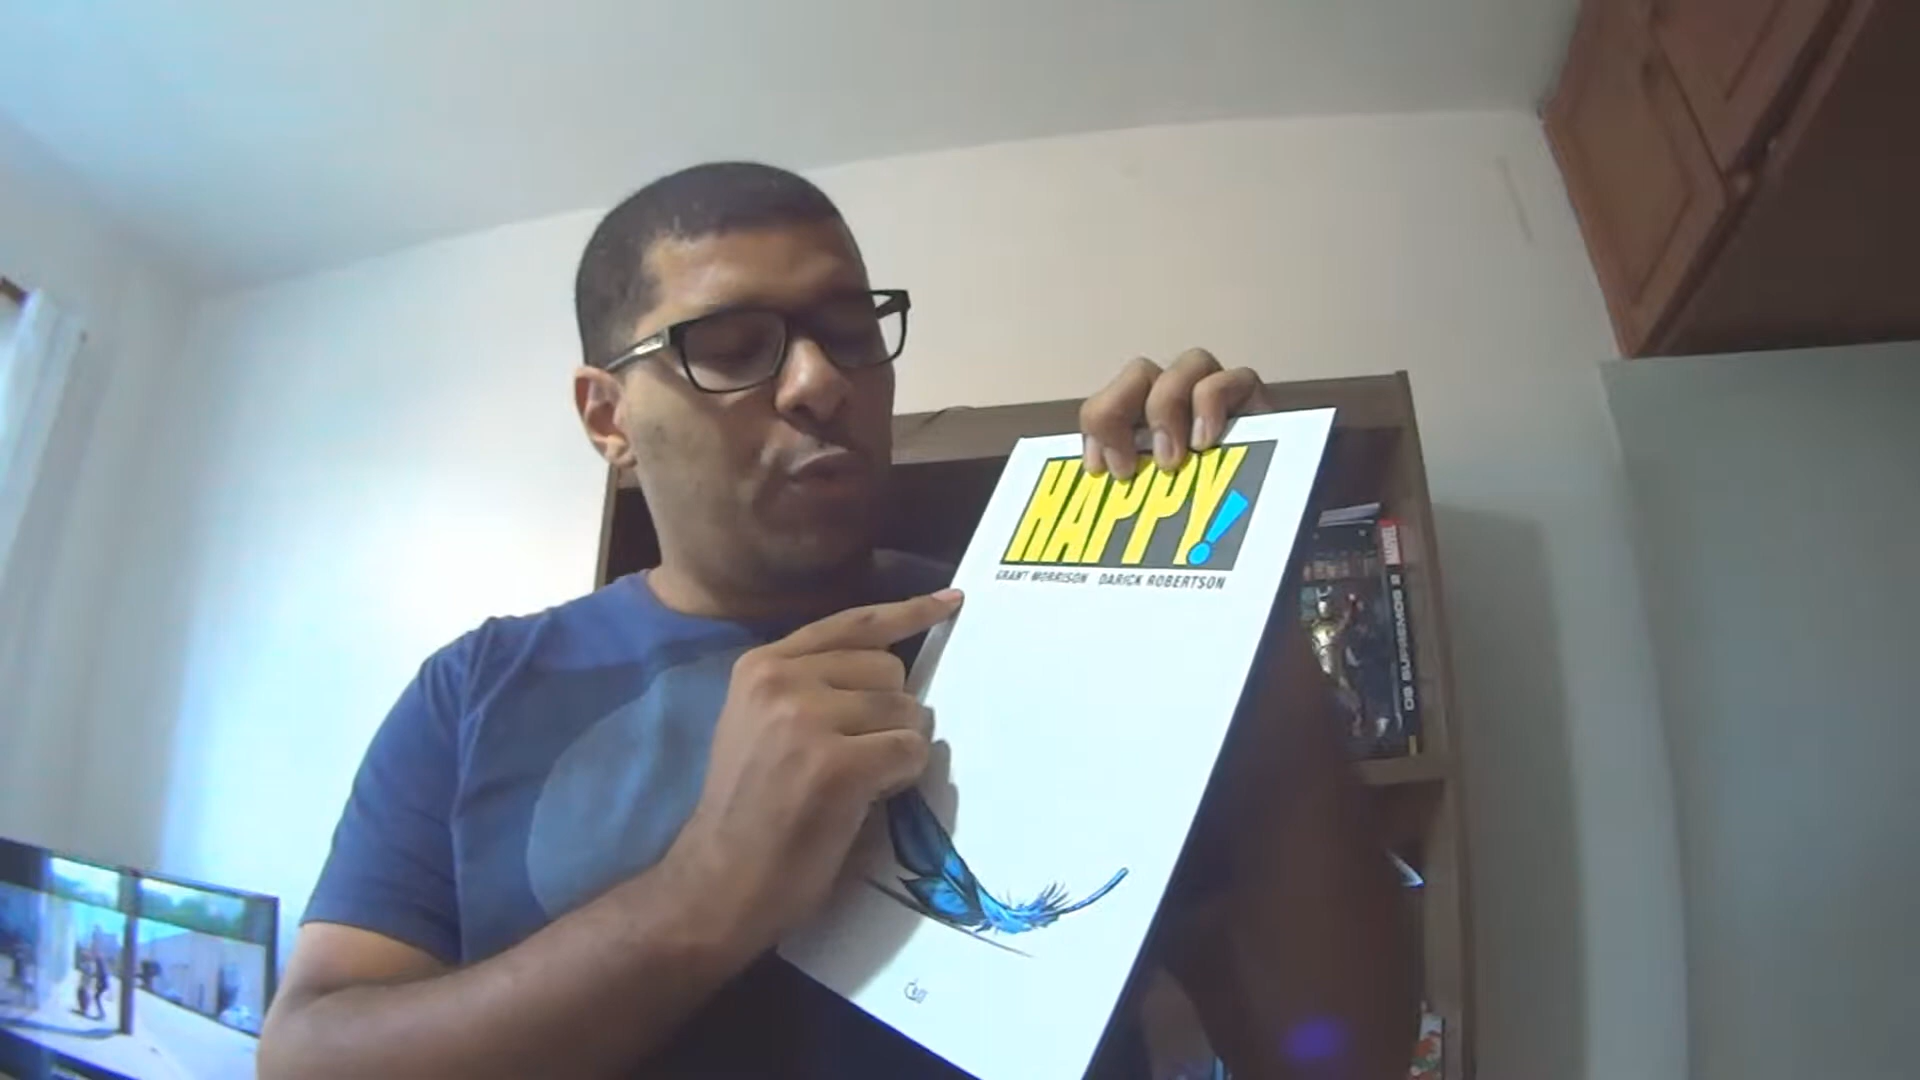 HAPPY!
GRANT MORRISON DARICK ROBERTSON
MARVEL
OS SUPREMOS 2